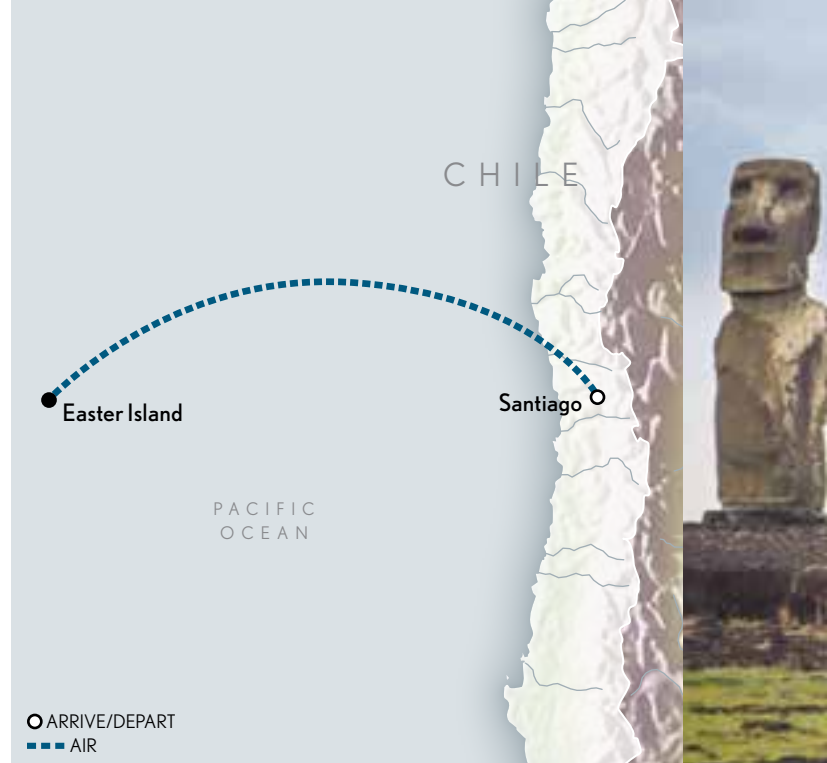 CHILE
Easter Island
Santiago
PACIFIC
OCEAN
ARRIVE/DEPART
AIR